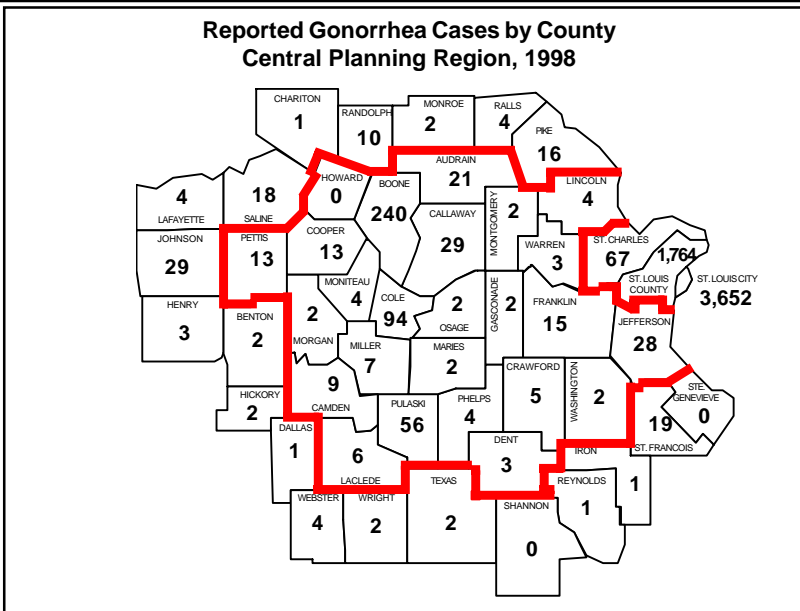 Reported Gonorrhea Cases by County
Central Planning Region, 1998
CHARITON
1
RANDOLPH
10
MONROE
2
RALLS
4
PIKE
16
4
LAFAYETTE
18
SALINE
HOWARD
0
BOONE
240
AUDRAIN
21
LINCOLN
4
JOHNSON
29
PETTIS
13
COOPER
13
CALLAWAY
29
MONTGOMERY
2
WARREN
3
ST. CHARLES
67
1,764
ST. LOUIS
COUNTY
ST. LOUIS CITY
3,652
HENRY
3
BENTON
2
MORGAN
2
MONITEAU
4
COLE
94
2
OSAGE
GASCONADE
2
FRANKLIN
15
JEFFERSON
28
MILLER
7
MARIES
2
HICKORY
2
9
CAMDEN
PULASKI
56
PHELPS
4
CRAWFORD
5
WASHINGTON
2
STE.
GENEVIEVE
0
19
ST. FRANCOIS
DALLAS
1
6
LACLEDE
DENT
3
IRON
1
REYNOLDS
1
WEBSTER
4
WRIGHT
2
TEXAS
2
SHANNON
0